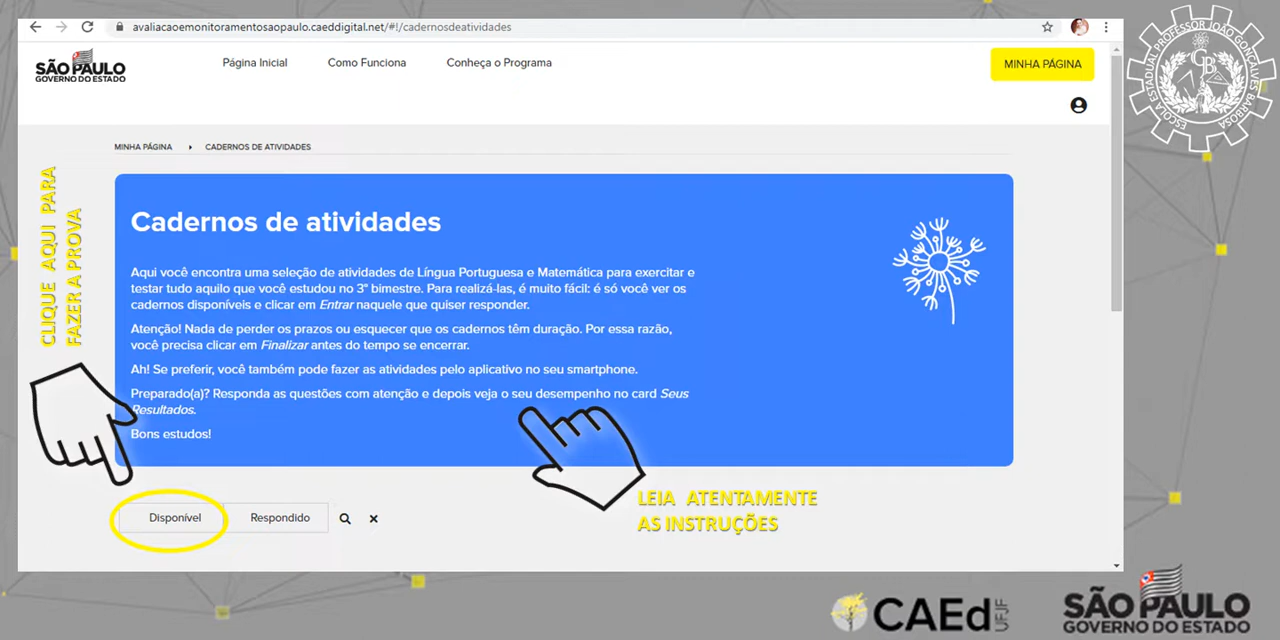 avaliacaoemonitoramentosaopaulo.caeddigital.net/#!/cadernosdeatividades
SÃO PAULO
GOVERNO DO ESTADO
Página Inicial
Como Funciona
Conheça o Programa
MINHA PÁGINA
ESCOLA ESTADUAL PROFESSOR JOÃO GONÇALVES BARBOSA
MINHA PÁGINA
CADERNOS DE ATIVIDADES
CLIQUE AQUI PARA
FAZER A PROVA
Cadernos de atividades
Aqui você encontra uma seleção de atividades de Língua Portuguesa e Matemática para exercitar e
testar tudo aquilo que você estudou no 3° bimestre. Para realizá-las, é muito fácil: é só você ver os
cadernos disponíveis e clicar em Entrar naquele que quiser responder.
Atenção! Nada de perder os prazos ou esquecer que os cadernos têm duração. Por essa razão,
você precisa clicar em Finalizar antes do tempo se encerrar.
Ah! Se preferir, você também pode fazer as atividades pelo aplicativo no seu smartphone.
Preparado(a)? Responda as questões com atenção e depois veja o seu desempenho no card Seus
Resultados.
Bons estudos!
LEIA ATENTAMENTE
AS INSTRUÇÕES
Disponível
Respondido
CAEd UFJF
SÃO PAULO
GOVERNO DO ESTADO